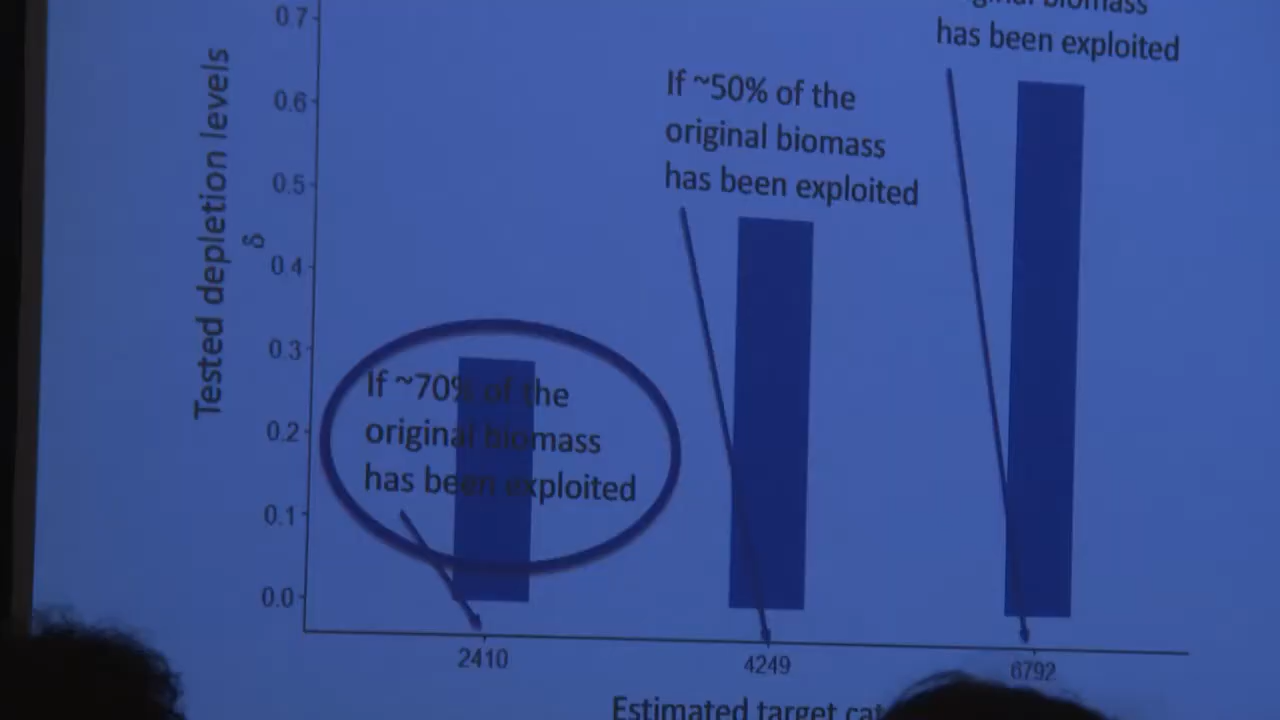 biomass
has been exploited
If ~50% of the
original biomass
has been exploited
If ~70% of the
original biomass
has been exploited
Tested depletion levels
δ
0.7
0.6
0.5
0.4
0.3
0.2
0.1
0.0
2410
4249
6792
Estimated target